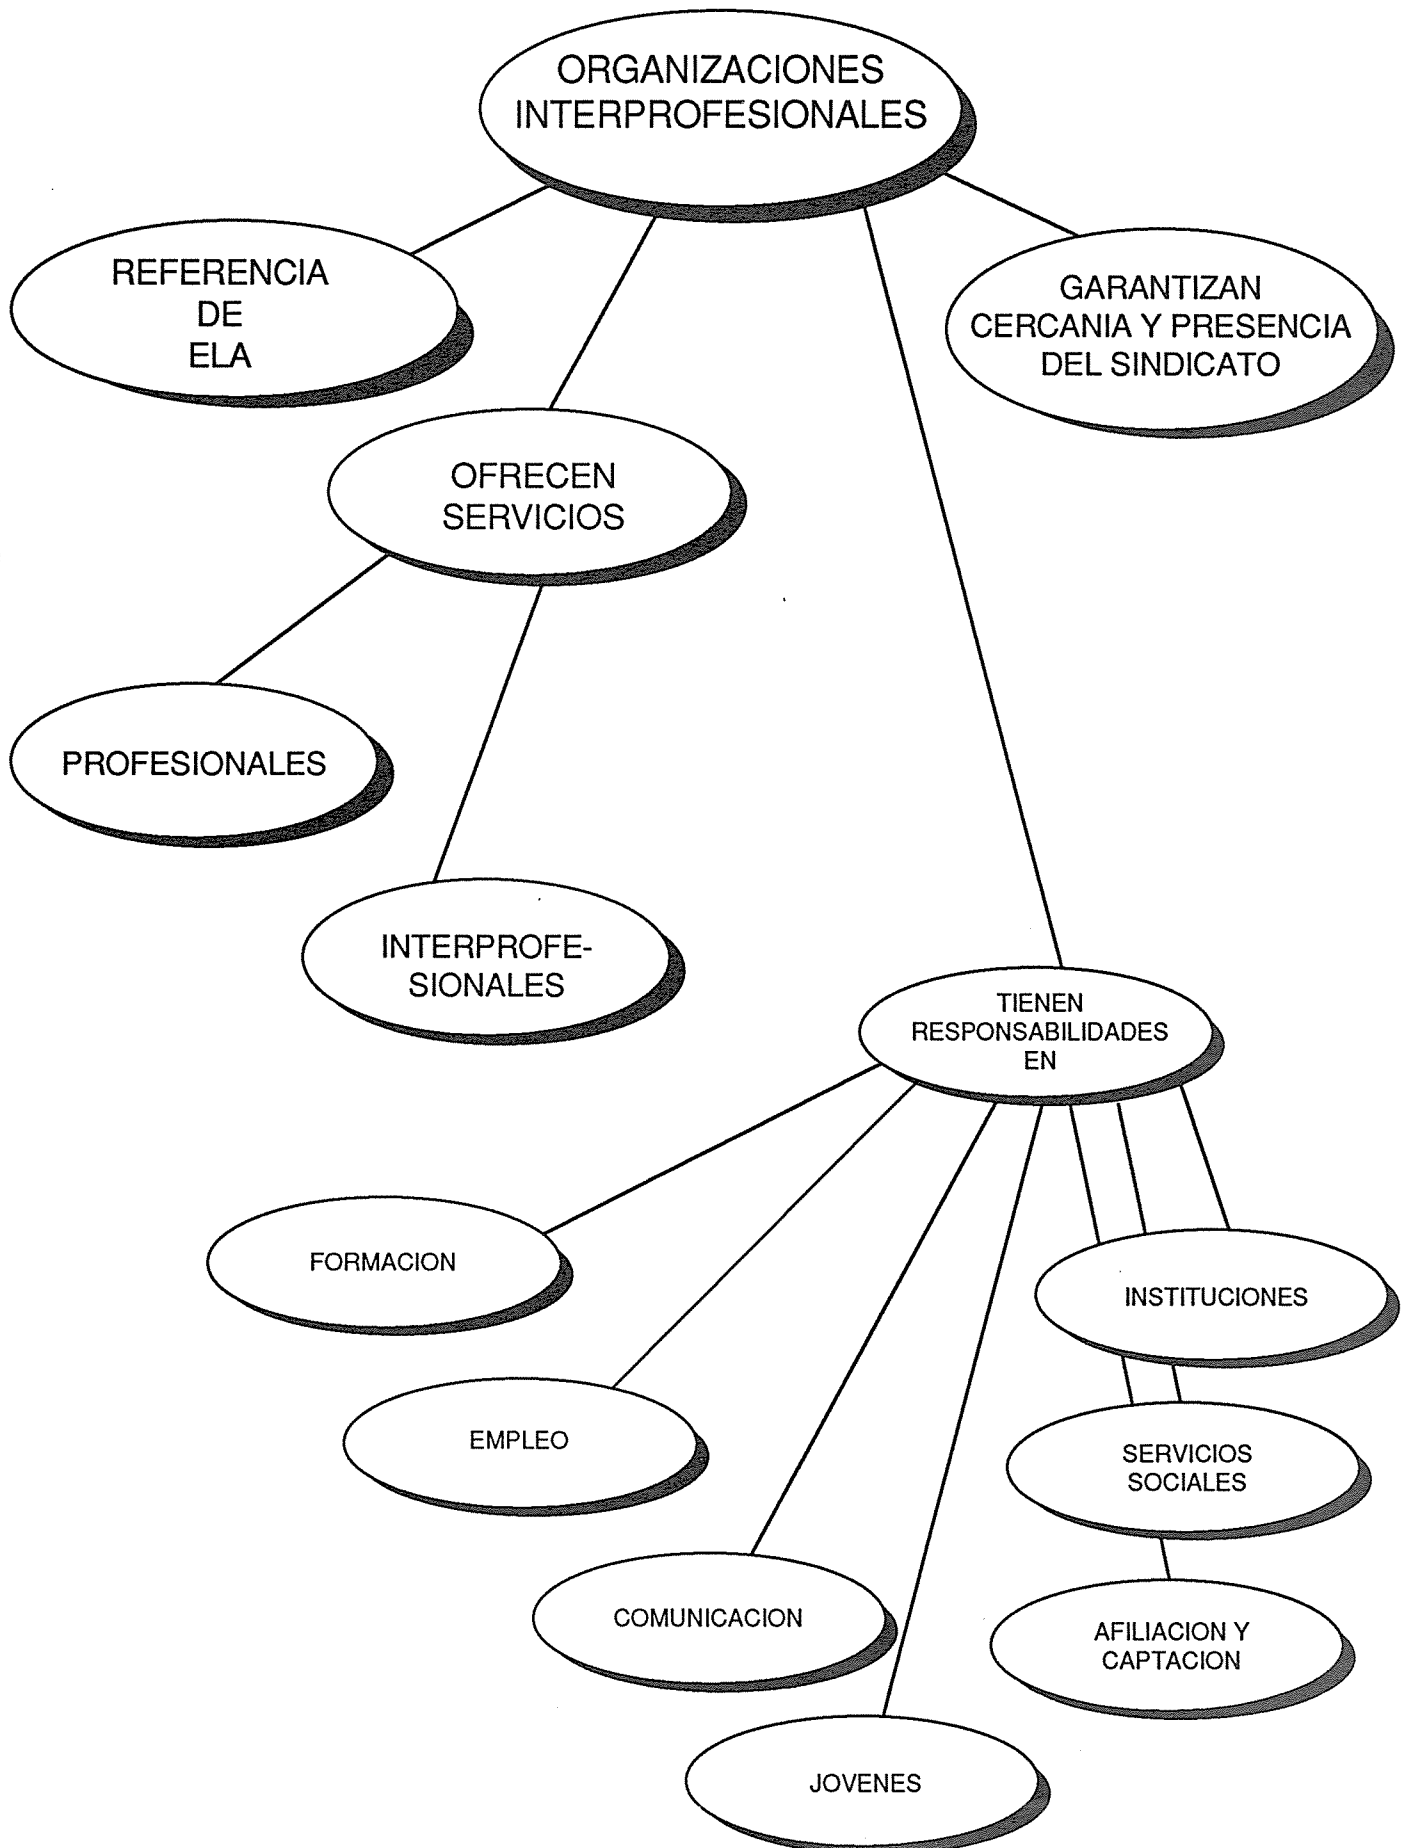 ORGANIZACIONES
INTERPROFESIONALES
REFERENCIA
DE
ELA
GARANTIZAN
CERCANIA Y PRESENCIA
DEL SINDICATO
OFRECEN
SERVICIOS
PROFESIONALES
INTERPROFE-
SIONALES
TIENEN
RESPONSABILIDADES
EN
FORMACION
INSTITUCIONES
EMPLEO
SERVICIOS
SOCIALES
COMUNICACION
AFILIACION Y
CAPTACION
JOVENES